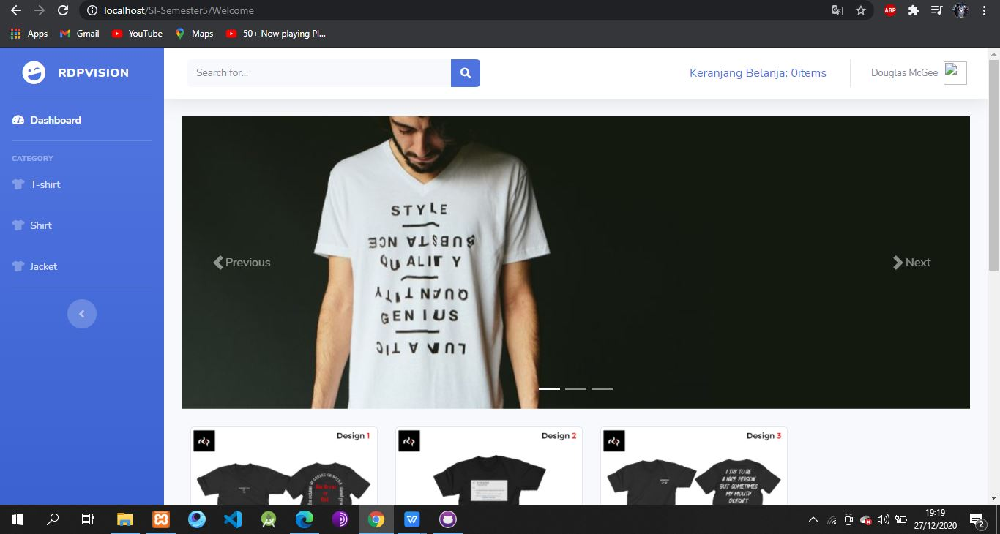 localhost/SI-Semester5/Welcome
ABP
Apps
Gmail
YouTube
Maps
50+ Now playing Pl...
RDPVISION
Search for...
Keranjang Belanja: 0items
Douglas McGee
Dashboard
CATEGORY
T-shirt
Shirt
Jacket
Previous
Next
STYLE
SUBSTANCE
QUALITY
QUANTITY
GENIUS
LUNATIC
Design 1
Design 2
Design 3
I TRY TO BE
A NICE PERSON
BUT SOMETIMES
MY MOUTH
DOESN'T
19:19
27/12/2020
2